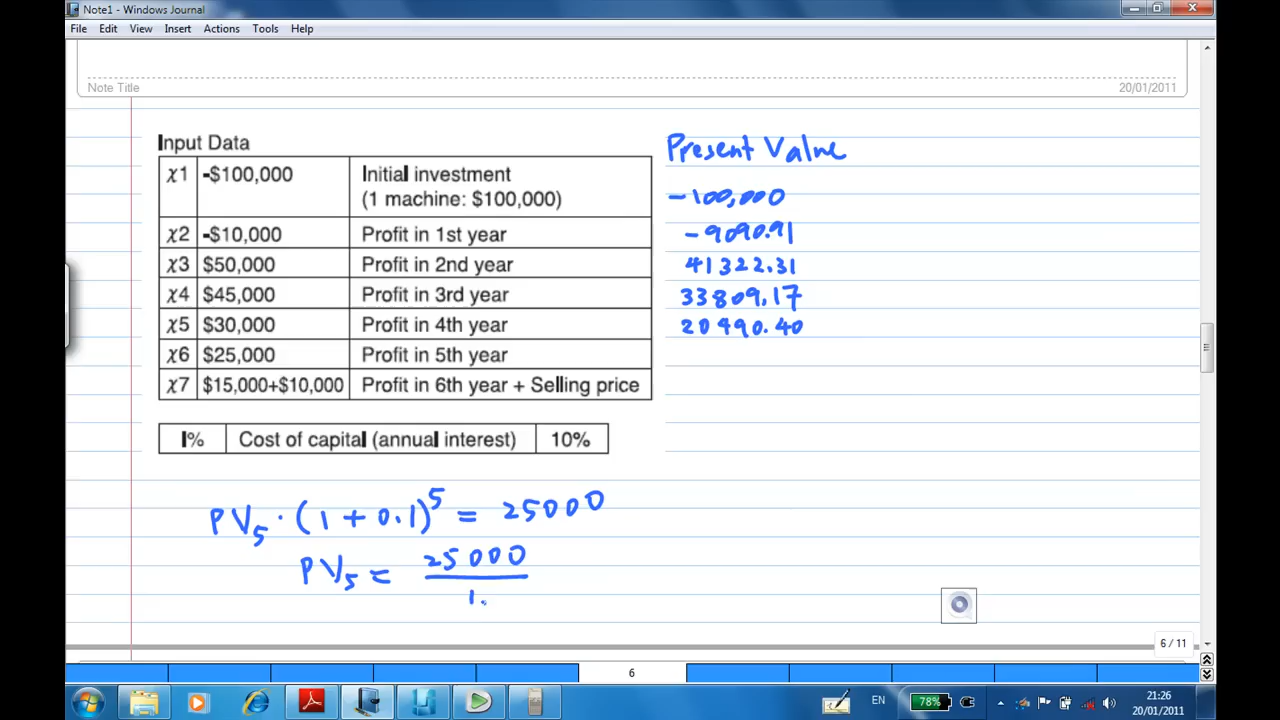 Note1 - Windows Journal
File Edit View Insert Actions Tools Help
Note Title 20/01/2011
Input Data
χ1 -$100,000 Initial investment
(1 machine: $100,000)
χ2 -$10,000 Profit in 1st year
χ3 $50,000 Profit in 2nd year
χ4 $45,000 Profit in 3rd year
χ5 $30,000 Profit in 4th year
χ6 $25,000 Profit in 5th year
χ7 $15,000+$10,000 Profit in 6th year + Selling price
I% Cost of capital (annual interest) 10%
Present Value
-100,000
-9090.91
41322.31
33809.17
20490.40
PV5 · (1 + 0.1)^5 = 25000
PV5 = 25000
1.
6 / 11
6
EN
78%
21:26
20/01/2011